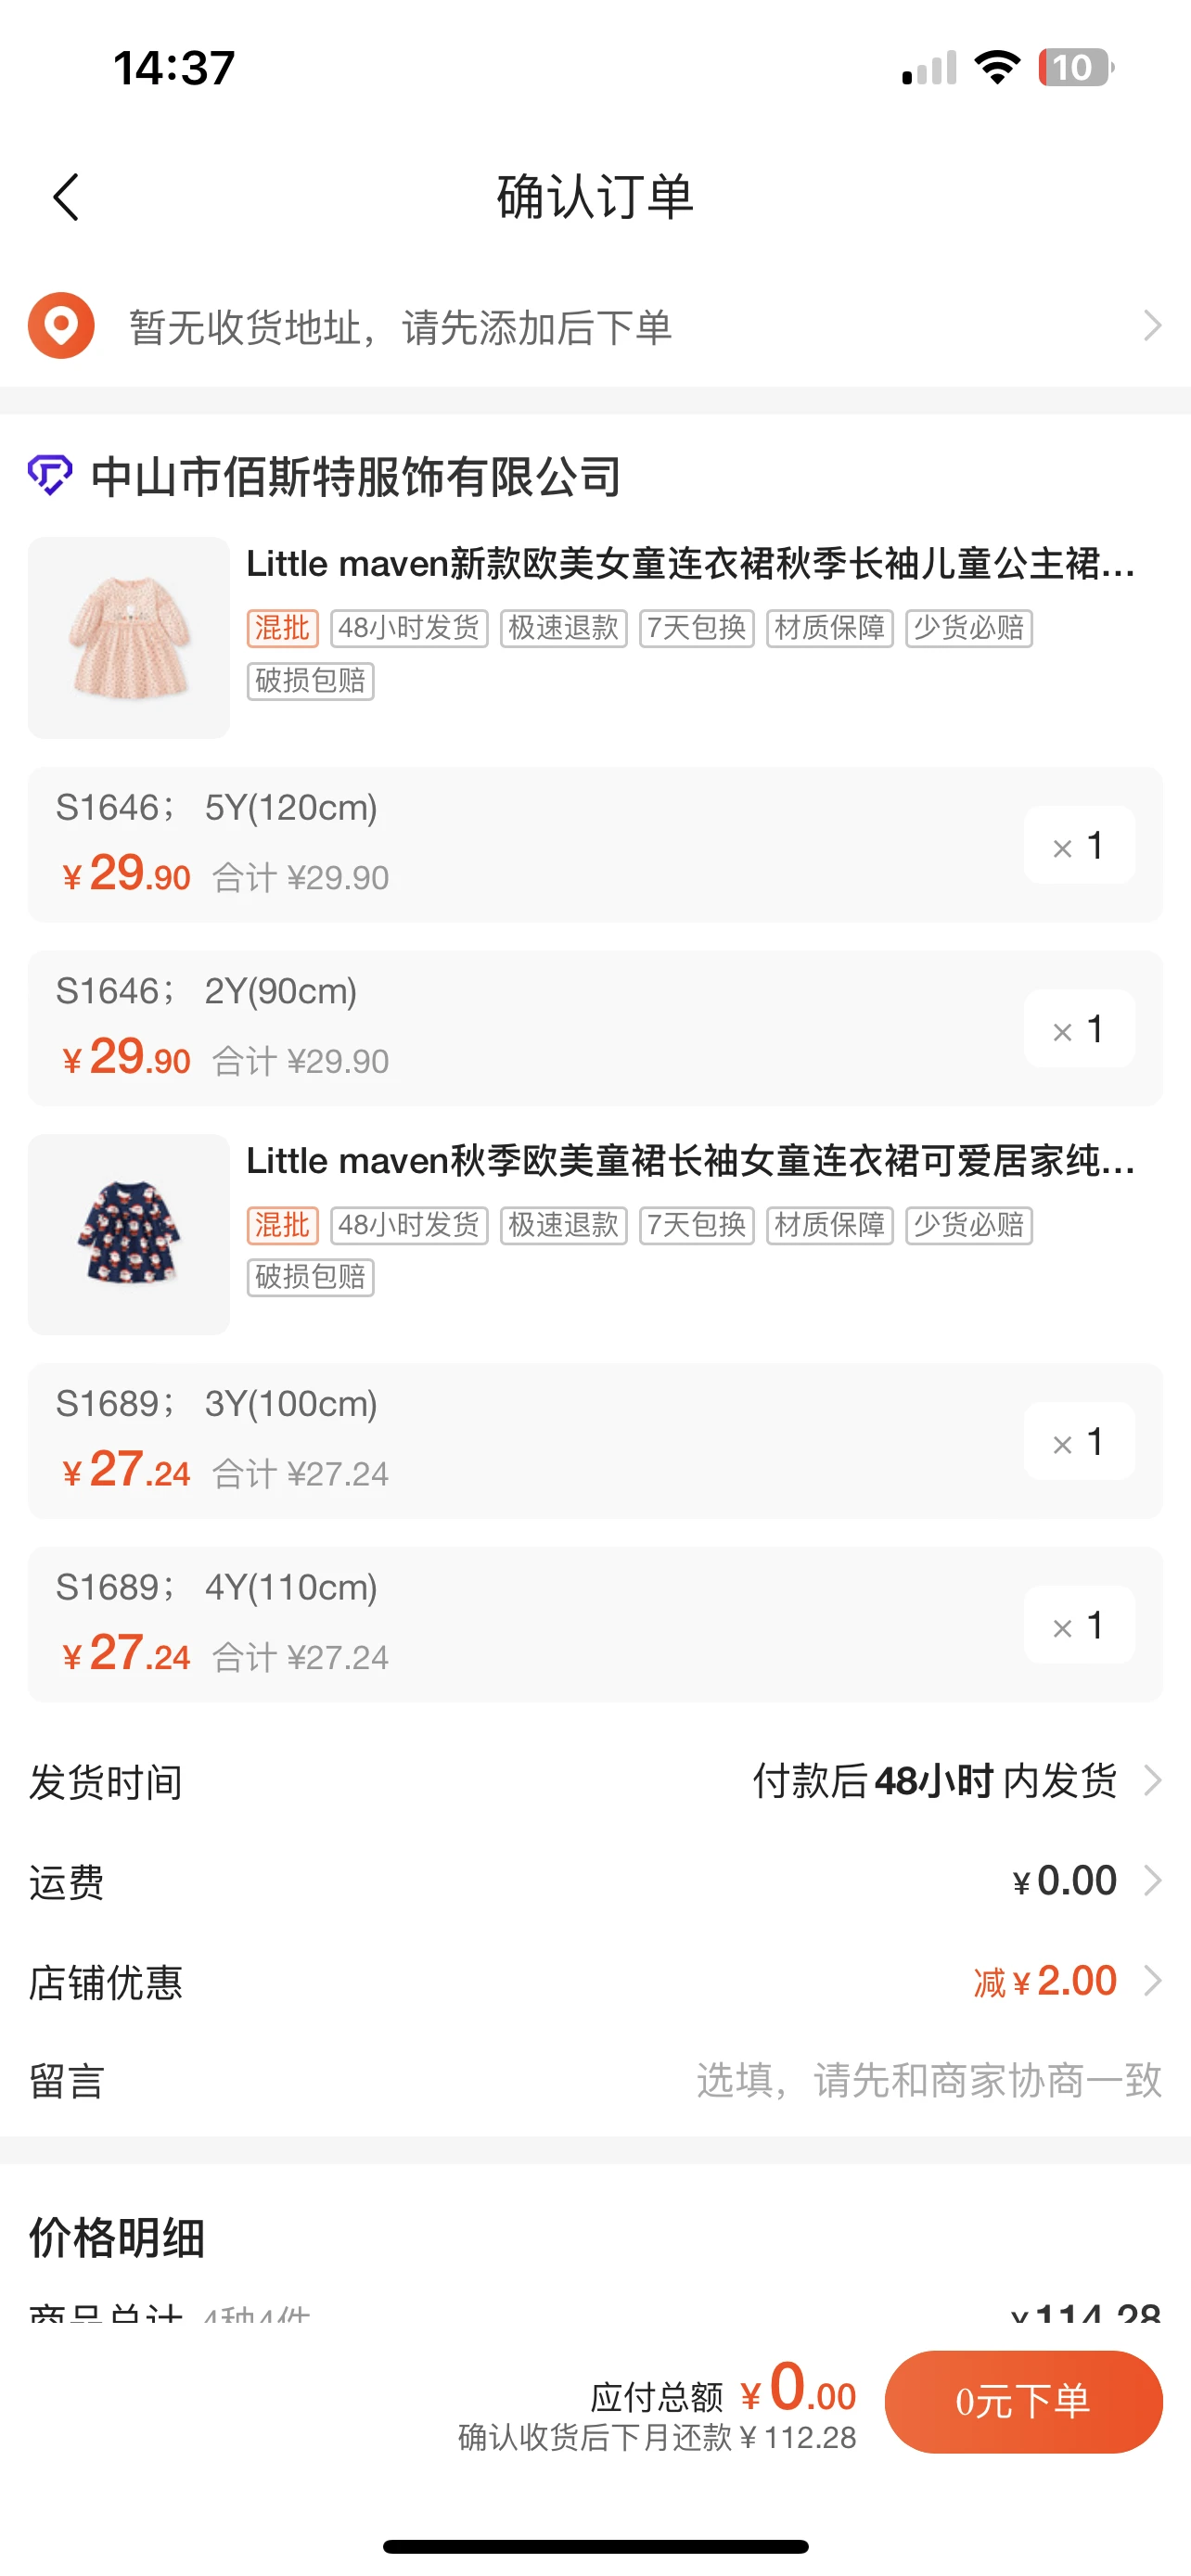 14:37
10
确认订单
暂无收货地址，请先添加后下单
中山市佰斯特服饰有限公司
Little maven新款欧美女童连衣裙秋季长袖儿童公主裙...
混批 48小时发货 极速退款 7天包换 材质保障 少货必赔
破损包赔
S1646； 5Y(120cm)
¥29.90 合计 ¥29.90
× 1
S1646； 2Y(90cm)
¥29.90 合计 ¥29.90
× 1
Little maven秋季欧美童裙长袖女童连衣裙可爱居家纯...
混批 48小时发货 极速退款 7天包换 材质保障 少货必赔
破损包赔
S1689； 3Y(100cm)
¥27.24 合计 ¥27.24
× 1
S1689； 4Y(110cm)
¥27.24 合计 ¥27.24
× 1
发货时间 付款后48小时内发货
运费 ¥0.00
店铺优惠 减¥2.00
留言 选填，请先和商家协商一致
价格明细
商品总计 4种4件 ¥114.28
应付总额 ¥0.00
确认收货后下月还款¥112.28
0元下单